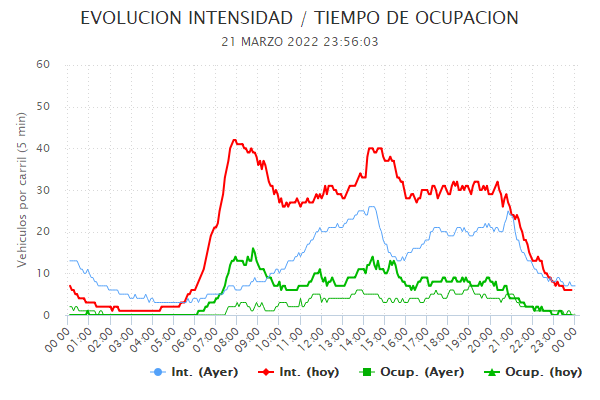 EVOLUCION INTENSIDAD / TIEMPO DE OCUPACION
21 MARZO 2022 23:56:03
Vehiculos por carril (5 min)
60
50
40
30
20
10
0
00:00 01:00 02:00 03:00 04:00 05:00 06:00 07:00 08:00 09:00 10:00 11:00 12:00 13:00 14:00 15:00 16:00 17:00 18:00 19:00 20:00 21:00 22:00 23:00 00:00
Int. (Ayer) Int. (hoy) Ocup. (Ayer) Ocup. (hoy)